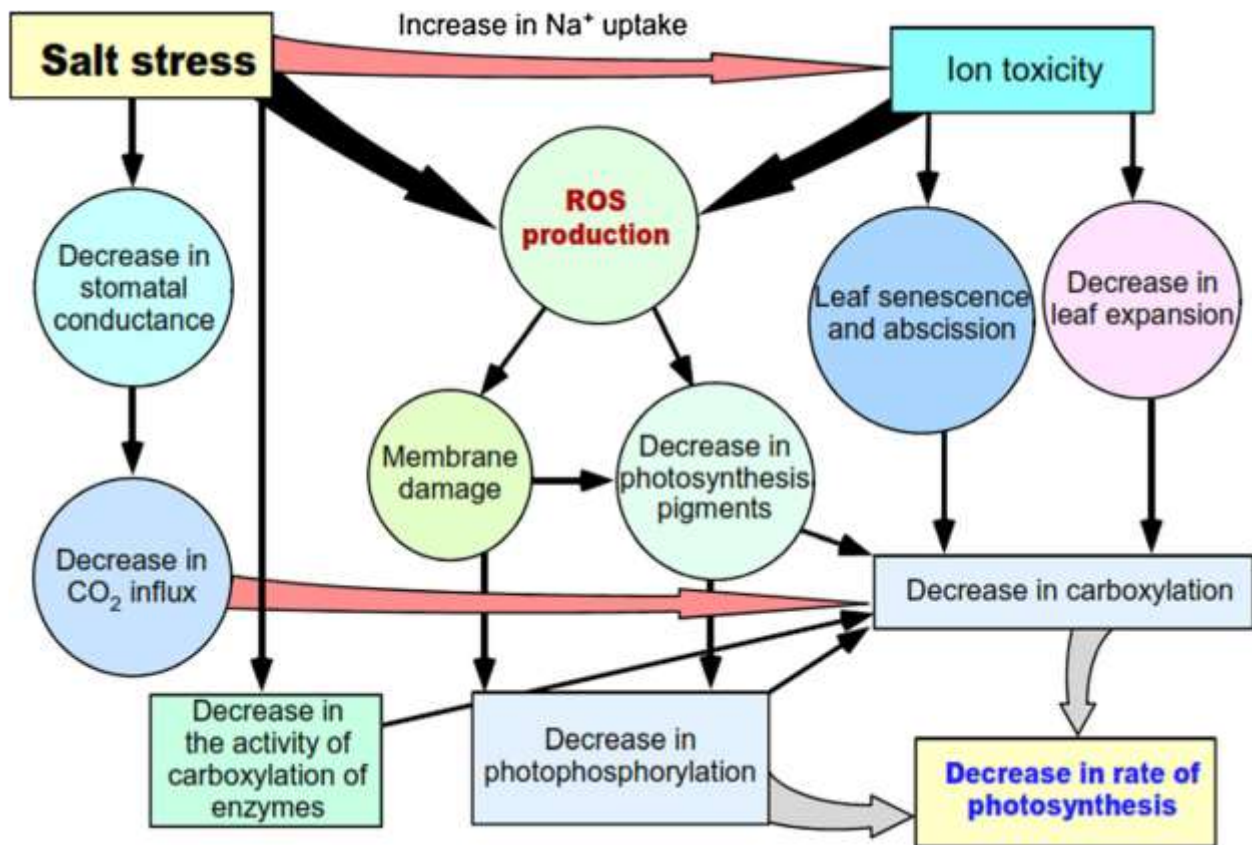 Increase in Na⁺ uptake
Salt stress
Ion toxicity
ROS
production
Decrease in
stomatal
conductance
Leaf senescence
and abscission
Decrease in
leaf expansion
Membrane
damage
Decrease in
photosynthesis
pigments
Decrease in
CO₂ influx
Decrease in carboxylation
Decrease in
the activity of
carboxylation of
enzymes
Decrease in
photophosphorylation
Decrease in rate of
photosynthesis